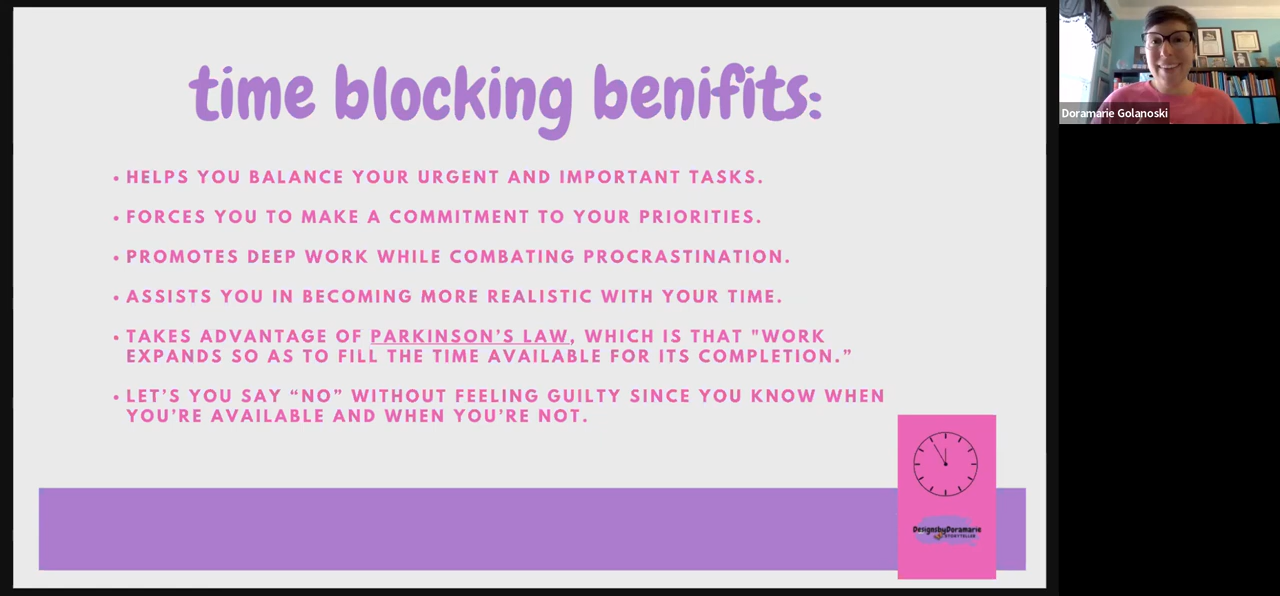 time blocking benifits:
• HELPS YOU BALANCE YOUR URGENT AND IMPORTANT TASKS.
• FORCES YOU TO MAKE A COMMITMENT TO YOUR PRIORITIES.
• PROMOTES DEEP WORK WHILE COMBATING PROCRASTINATION.
• ASSISTS YOU IN BECOMING MORE REALISTIC WITH YOUR TIME.
• TAKES ADVANTAGE OF PARKINSON’S LAW, WHICH IS THAT "WORK
EXPANDS SO AS TO FILL THE TIME AVAILABLE FOR ITS COMPLETION.”
• LET’S YOU SAY “NO” WITHOUT FEELING GUILTY SINCE YOU KNOW WHEN
YOU’RE AVAILABLE AND WHEN YOU’RE NOT.
DesignsbyDoramarie
STORYTELLER
Doramarie Golanoski